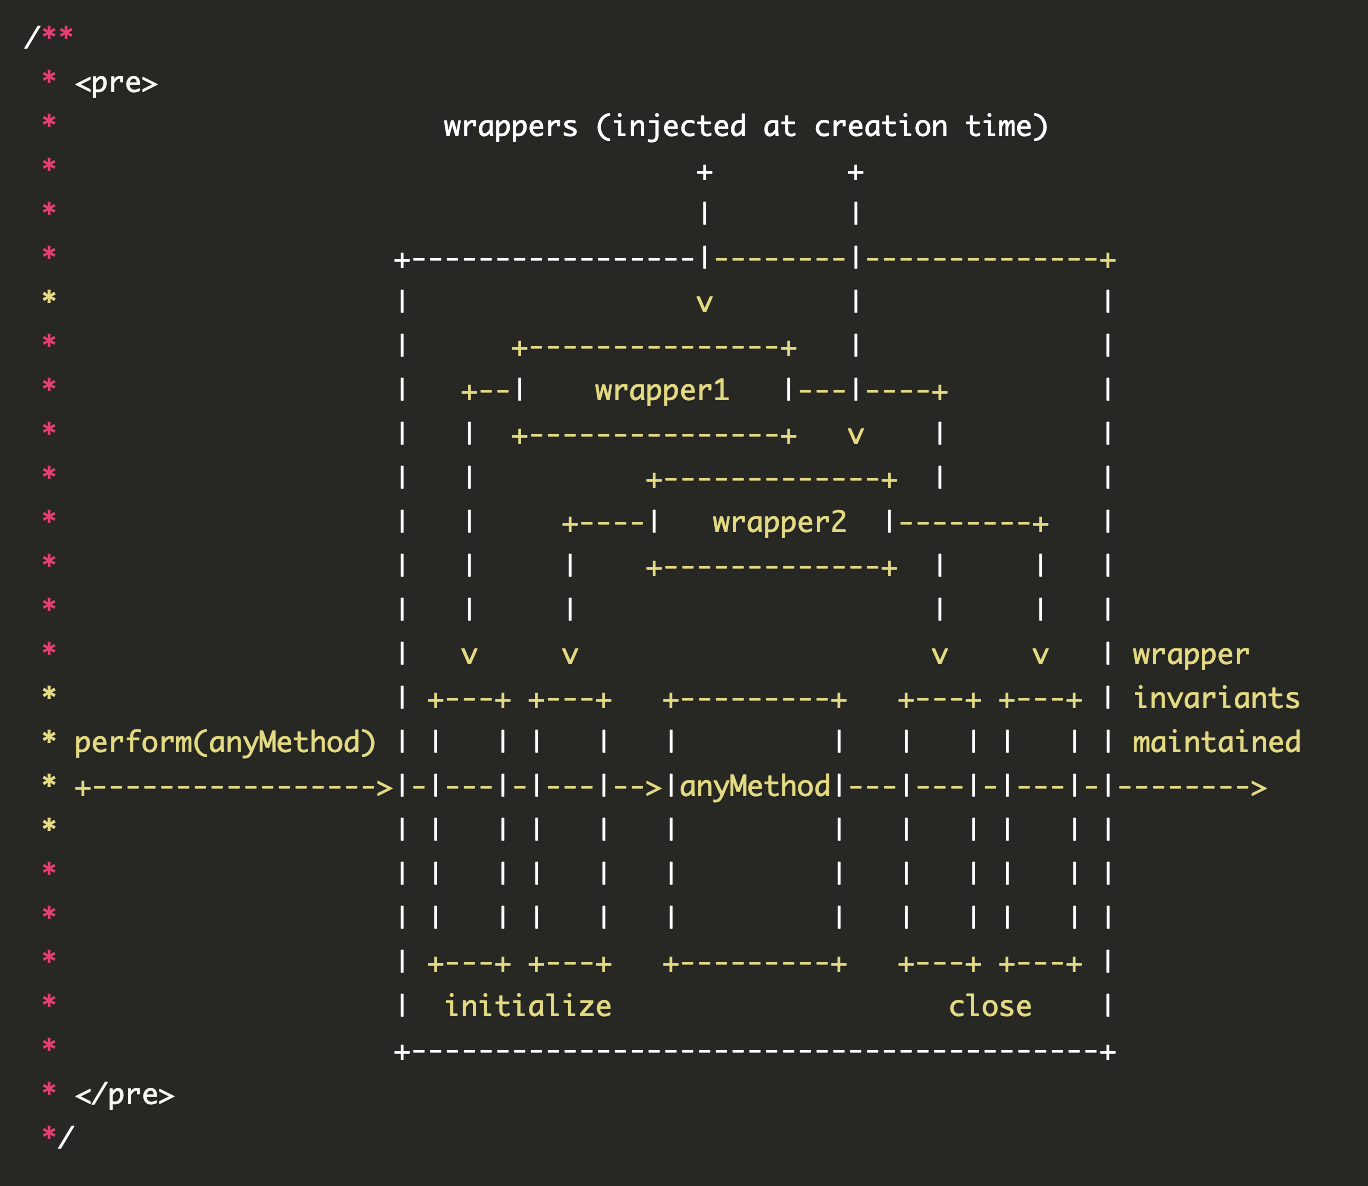 /**
 * <pre>
 *                       wrappers (injected at creation time)
 *                                      +        +
 *                                      |        |
 *                    +-----------------|--------|--------------+
 *                    |                 v        |              |
 *                    |      +---------------+   |              |
 *                    |   +--|    wrapper1   |---|----+         |
 *                    |   |  +---------------+   v    |         |
 *                    |   |          +-------------+  |         |
 *                    |   |     +----|   wrapper2  |--------+   |
 *                    |   |     |    +-------------+  |     |   |
 *                    |   |     |                     |     |   |
 *                    |   v     v                     v     v   | wrapper
 *                    | +---+ +---+   +---------+   +---+ +---+ | invariants
 * perform(anyMethod) | |   | |   |   |         |   |   | |   | | maintained
 * +----------------->|-|---|-|---|-->|anyMethod|---|---|-|---|-|-------->
 *                    | |   | |   |   |         |   |   | |   | |
 *                    | |   | |   |   |         |   |   | |   | |
 *                    | |   | |   |   |         |   |   | |   | |
 *                    | +---+ +---+   +---------+   +---+ +---+ |
 *                    |  initialize                    close    |
 *                    +-----------------------------------------+
 * </pre>
 */